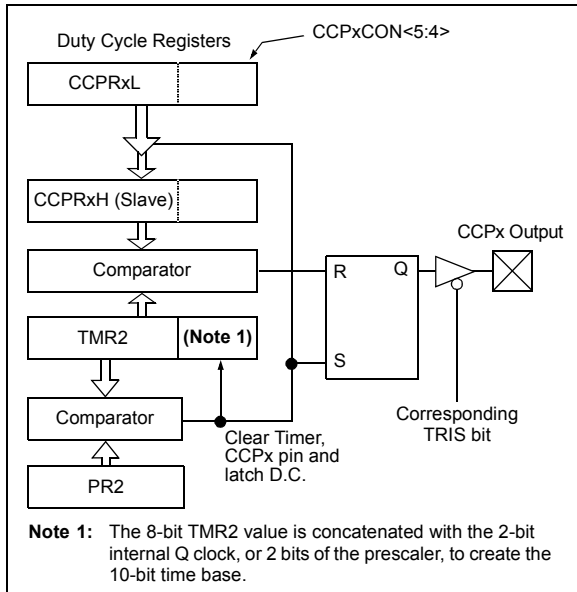 Duty Cycle Registers
CCPxCON<5:4>
CCPRxL
CCPRxH (Slave)
CCPx Output
Comparator
R
Q
TMR2
(Note 1)
S
Comparator
Clear Timer,
CCPx pin and
latch D.C.
Corresponding
TRIS bit
PR2
Note 1: The 8-bit TMR2 value is concatenated with the 2-bit
internal Q clock, or 2 bits of the prescaler, to create the
10-bit time base.